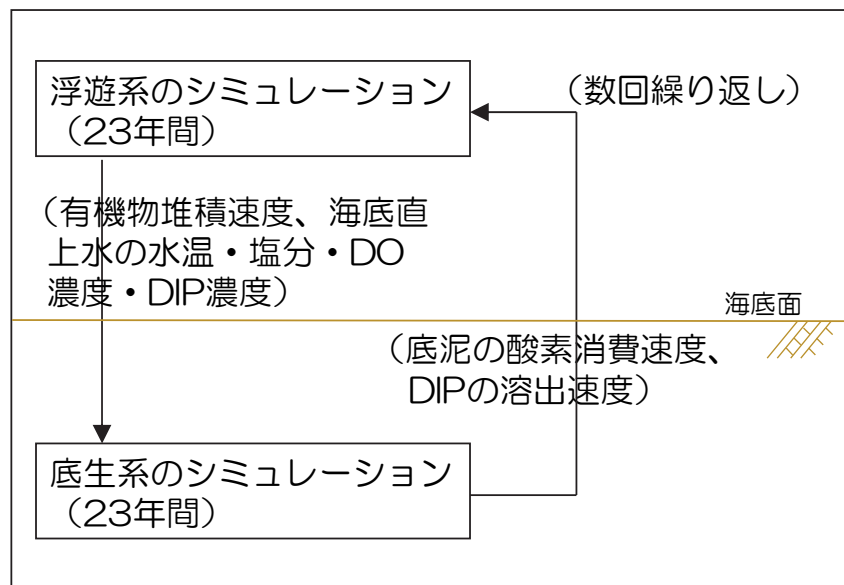 浮遊系のシミュレーション
（23年間）
（数回繰り返し）
（有機物堆積速度、海底直
上水の水温・塩分・DO
濃度・DIP濃度）
海底面
（底泥の酸素消費速度、
DIPの溶出速度）
底生系のシミュレーション
（23年間）